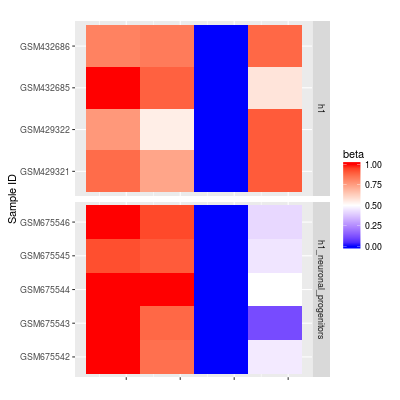 Sample ID
GSM432686
GSM432685
GSM429322
GSM429321
h1
GSM675546
GSM675545
GSM675544
GSM675543
GSM675542
h1_neuronal_progenitors
beta
1.00
0.75
0.50
0.25
0.00